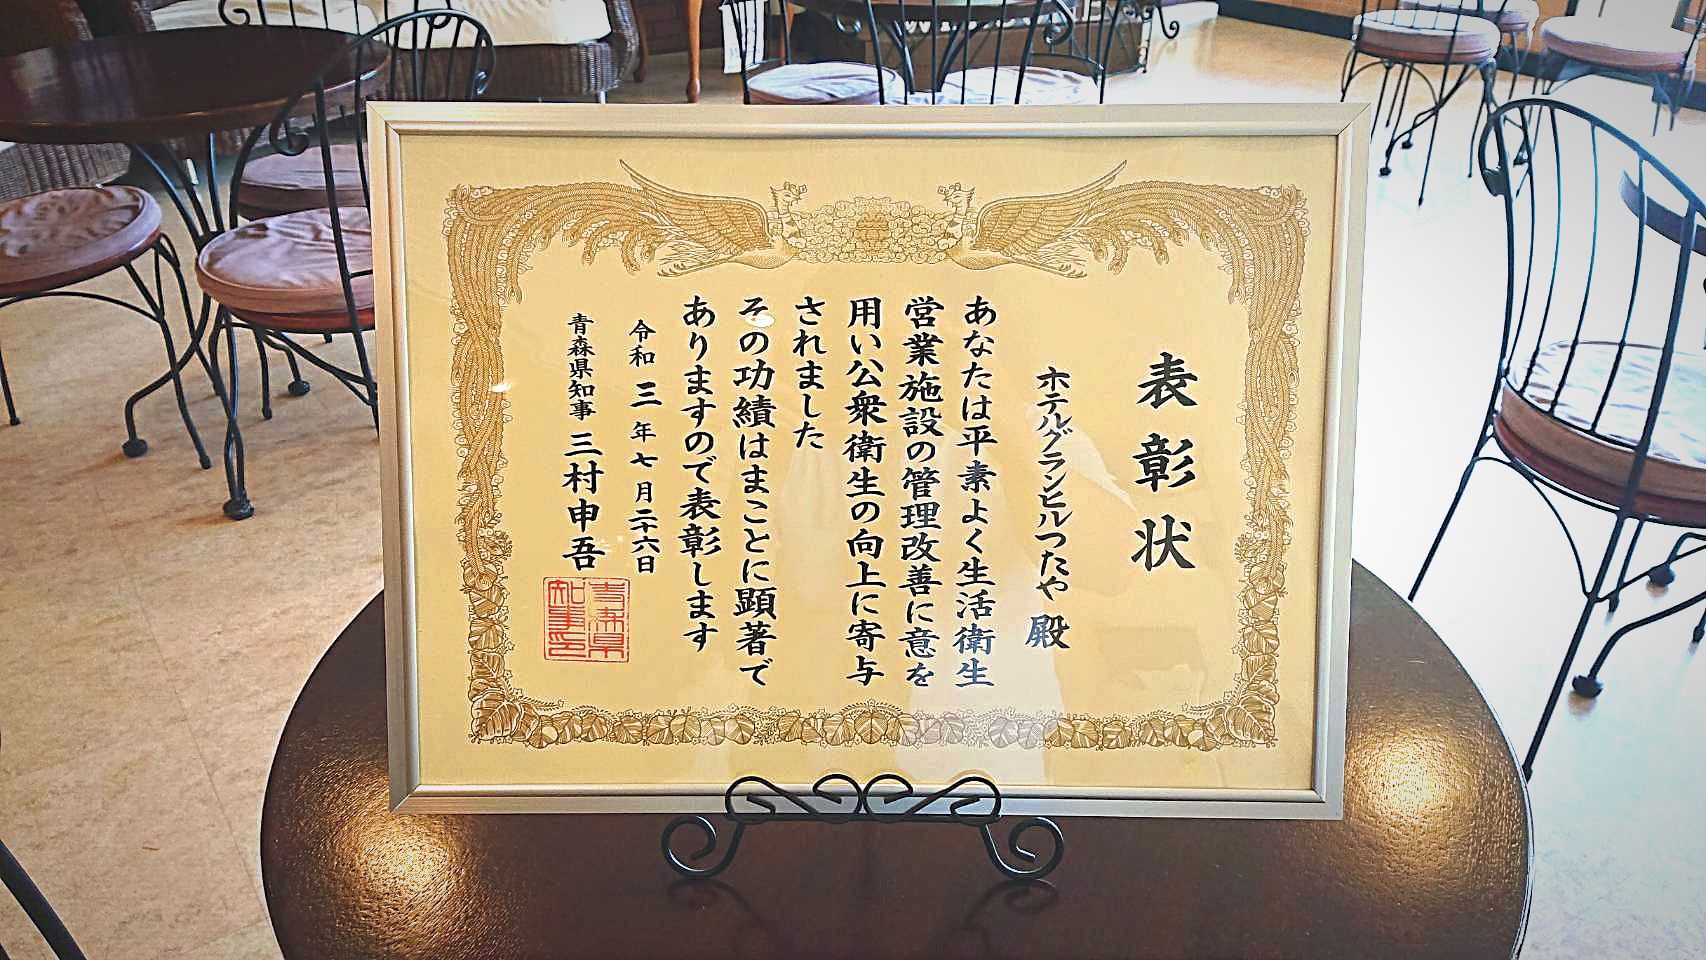 表彰状
ホテルグランヒルつたや 殿
あなたは平素よく生活衛生
営業施設の管理改善に意を
用い公衆衛生の向上に寄与
されました
その功績はまことに顕著で
ありますので表彰します
令和三年七月二十六日
青森県知事 三村申吾
青森県
知事印